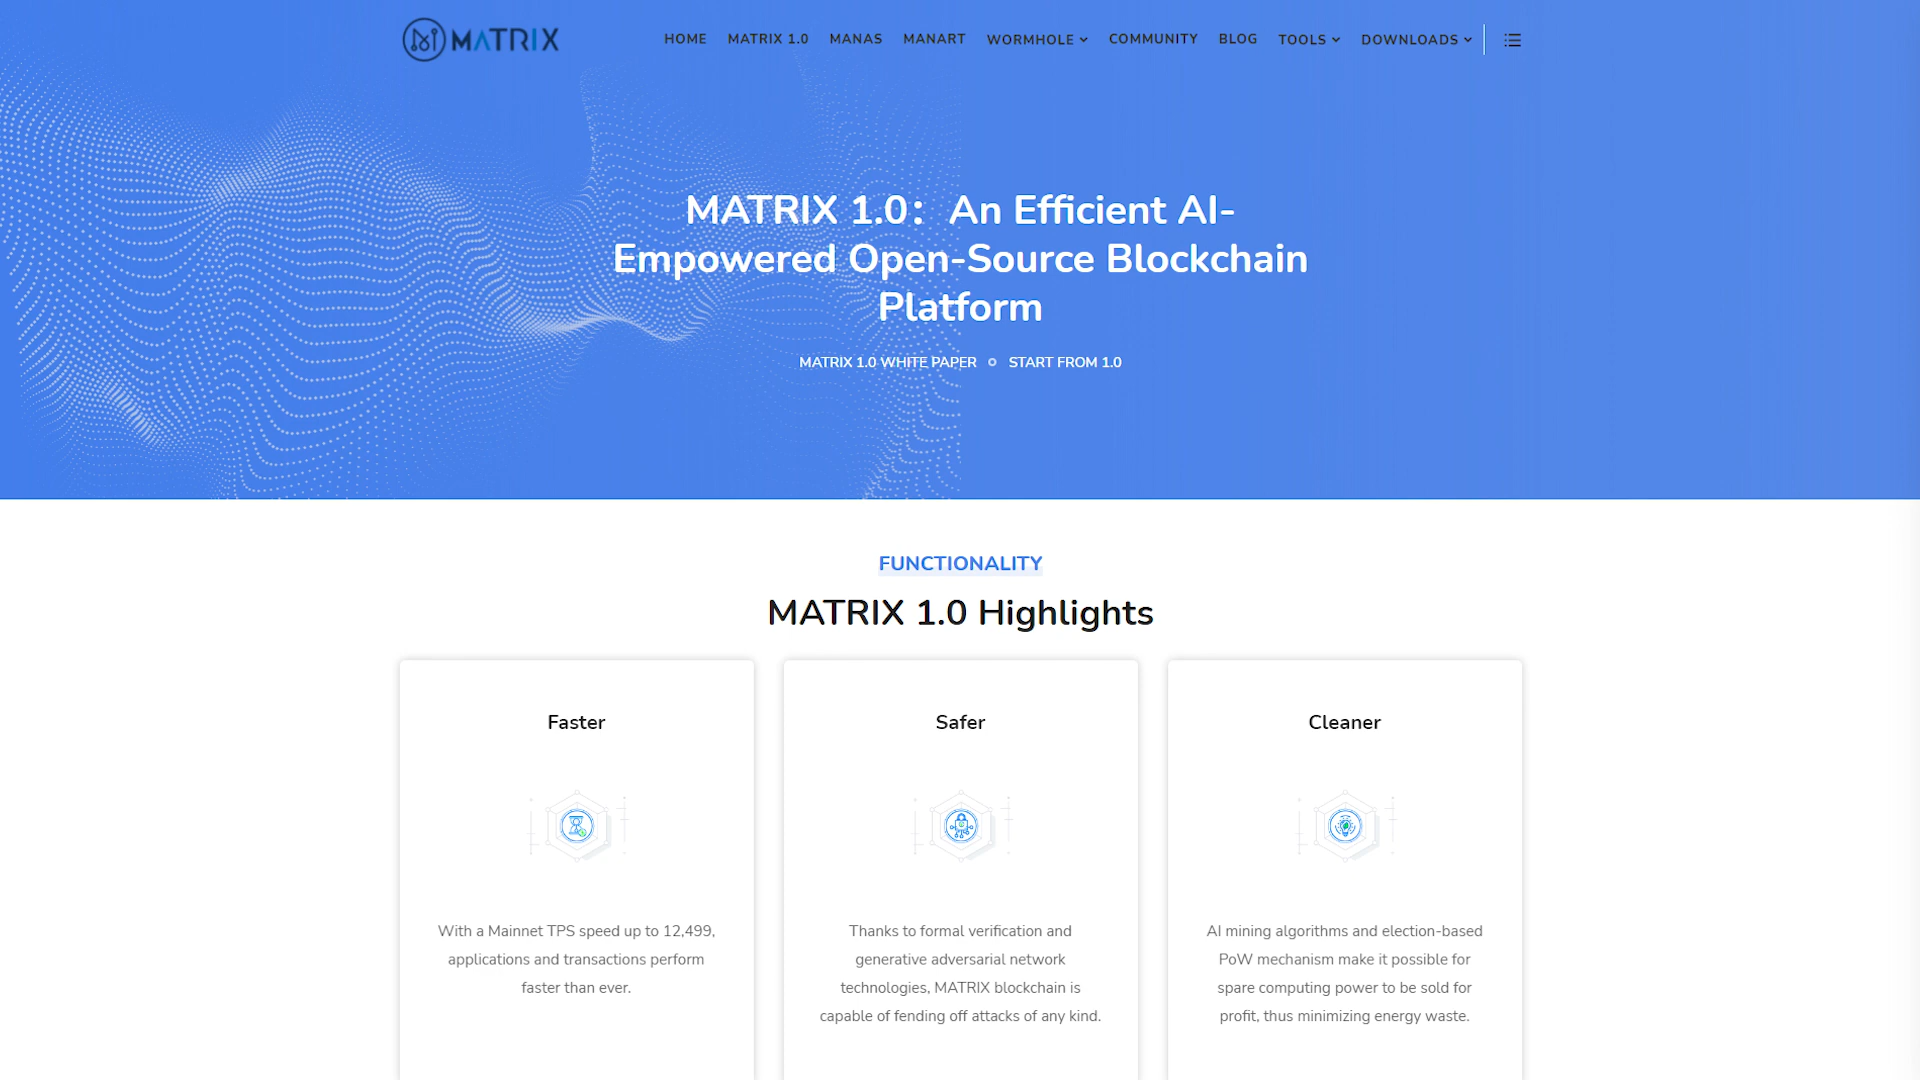 MATRIX
HOME MATRIX 1.0 MANAS MANART WORMHOLE COMMUNITY BLOG TOOLS DOWNLOADS
MATRIX 1.0：An Efficient AI-
Empowered Open-Source Blockchain
Platform
MATRIX 1.0 WHITE PAPER START FROM 1.0
FUNCTIONALITY
MATRIX 1.0 Highlights
Faster
With a Mainnet TPS speed up to 12,499,
applications and transactions perform
faster than ever.
Safer
Thanks to formal verification and
generative adversarial network
technologies, MATRIX blockchain is
capable of fending off attacks of any kind.
Cleaner
AI mining algorithms and election-based
PoW mechanism make it possible for
spare computing power to be sold for
profit, thus minimizing energy waste.